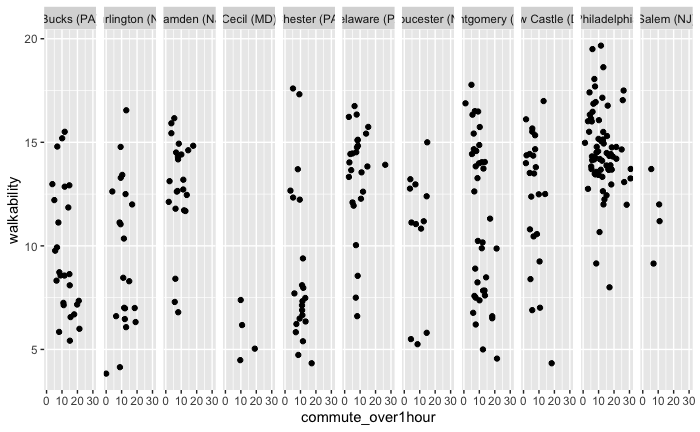 Bucks (PA rlington (N amden (NJ Cecil (MD) hester (PA elaware (P oucester (N ntgomery ( w Castle (D Philadelphia Salem (NJ
20
15
10
5
walkability
0 10 20 30 0 10 20 30 0 10 20 30 0 10 20 30 0 10 20 30 0 10 20 30 0 10 20 30 0 10 20 30 0 10 20 30 0 10 20 30 0 10 20 30
commute_over1hour